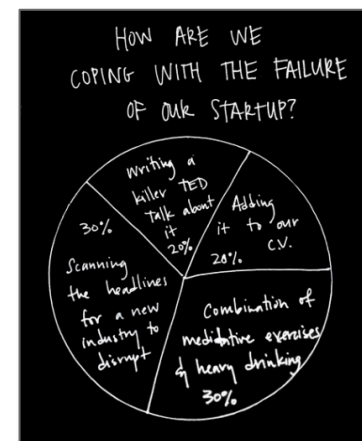 HOW ARE WE
COPING WITH THE FAILURE
OF OUR STARTUP?
Writing a
killer TED
talk about
it
20%
Adding
it to our
C.V.
20%
30%
Scanning
the headlines
for a new
industry to
disrupt
Combination of
meditative exercises
& heavy drinking
30%